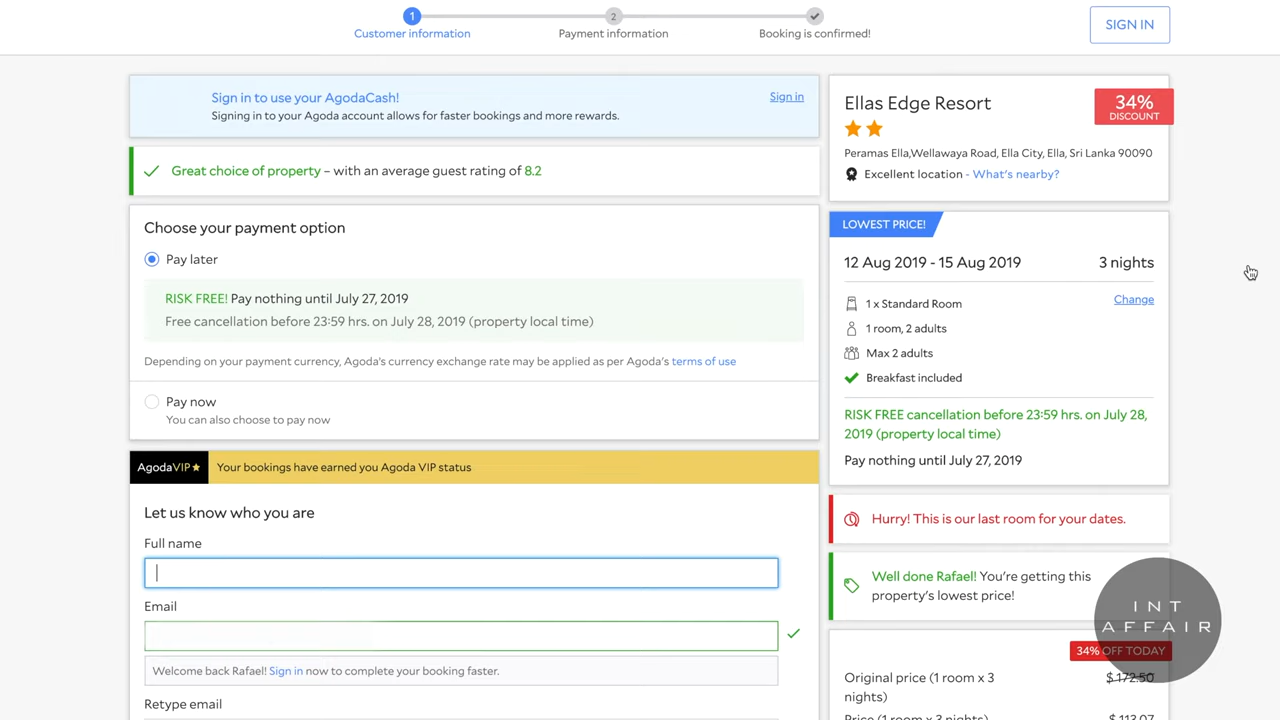 1
2
Customer information
Payment information
Booking is confirmed!
SIGN IN
Sign in to use your AgodaCash!
Sign in
Signing in to your Agoda account allows for faster bookings and more rewards.
Great choice of property – with an average guest rating of 8.2
Choose your payment option
Pay later
RISK FREE! Pay nothing until July 27, 2019
Free cancellation before 23:59 hrs. on July 28, 2019 (property local time)
Depending on your payment currency, Agoda's currency exchange rate may be applied as per Agoda's terms of use
Pay now
You can also choose to pay now
AgodaVIP
Your bookings have earned you Agoda VIP status
Let us know who you are
Full name
Email
Welcome back Rafael! Sign in now to complete your booking faster.
Retype email
Ellas Edge Resort
34%
DISCOUNT
Peramas Ella,Wellawaya Road, Ella City, Ella, Sri Lanka 90090
Excellent location - What's nearby?
LOWEST PRICE!
12 Aug 2019 - 15 Aug 2019
3 nights
1 x Standard Room
Change
1 room, 2 adults
Max 2 adults
Breakfast included
RISK FREE cancellation before 23:59 hrs. on July 28,
2019 (property local time)
Pay nothing until July 27, 2019
Hurry! This is our last room for your dates.
Well done Rafael! You're getting this
property's lowest price!
INT
AFFAIR
34% OFF TODAY
Original price (1 room x 3
nights)
$ 172.50
Price (1 room x 3 nights)
$ 113.07